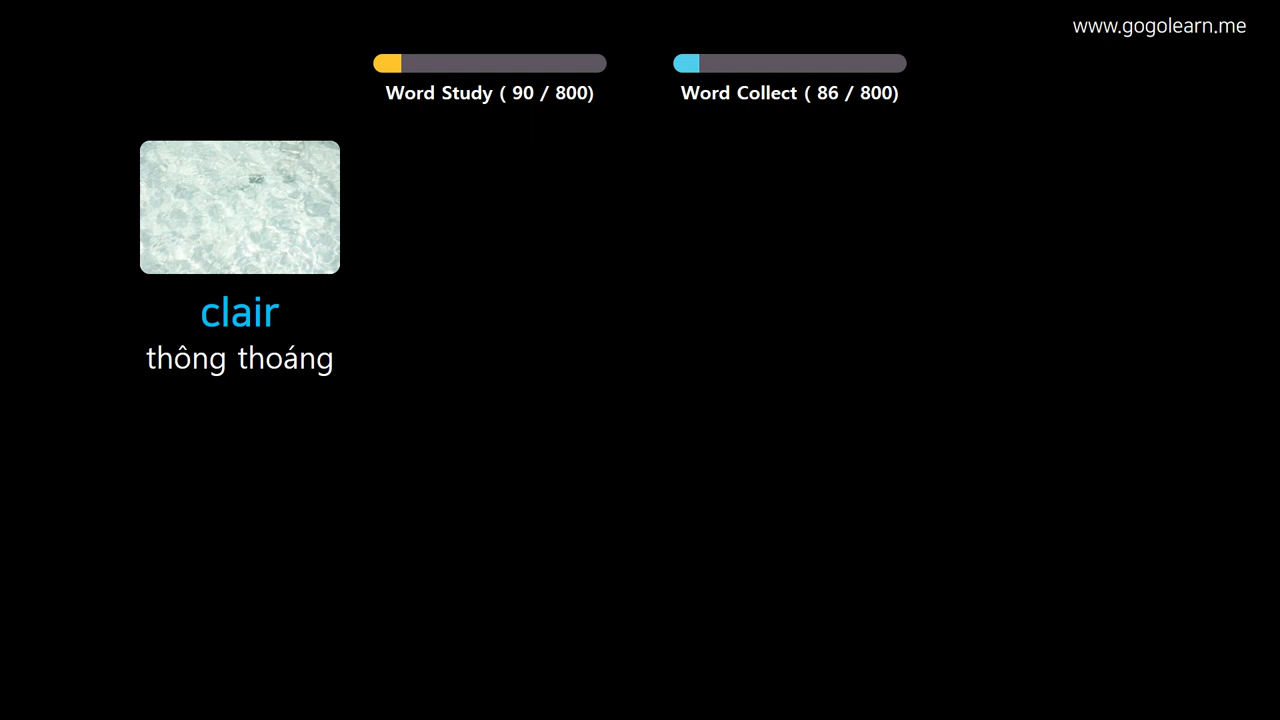 www.gogolearn.me
Word Study ( 90 / 800)
Word Collect ( 86 / 800)
clair
thông thoáng